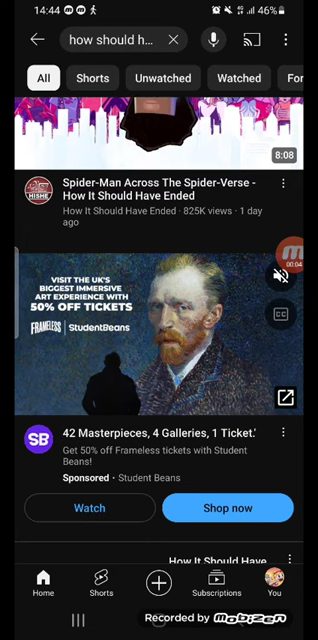 14:44
46%
how should h...
All
Shorts
Unwatched
Watched
For
8:08
HISHE
Spider-Man Across The Spider-Verse -
How It Should Have Ended
How It Should Have Ended · 825K views · 1 day
ago
00:04
VISIT THE UK'S
BIGGEST IMMERSIVE
ART EXPERIENCE WITH
50% OFF TICKETS
FRAMELESS | StudentBeans
CC
SB
42 Masterpieces, 4 Galleries, 1 Ticket.'
Get 50% off Frameless tickets with Student
Beans!
Sponsored · Student Beans
Watch
Shop now
How It Should Have
Home
Shorts
Subscriptions
You
Recorded by mobizen